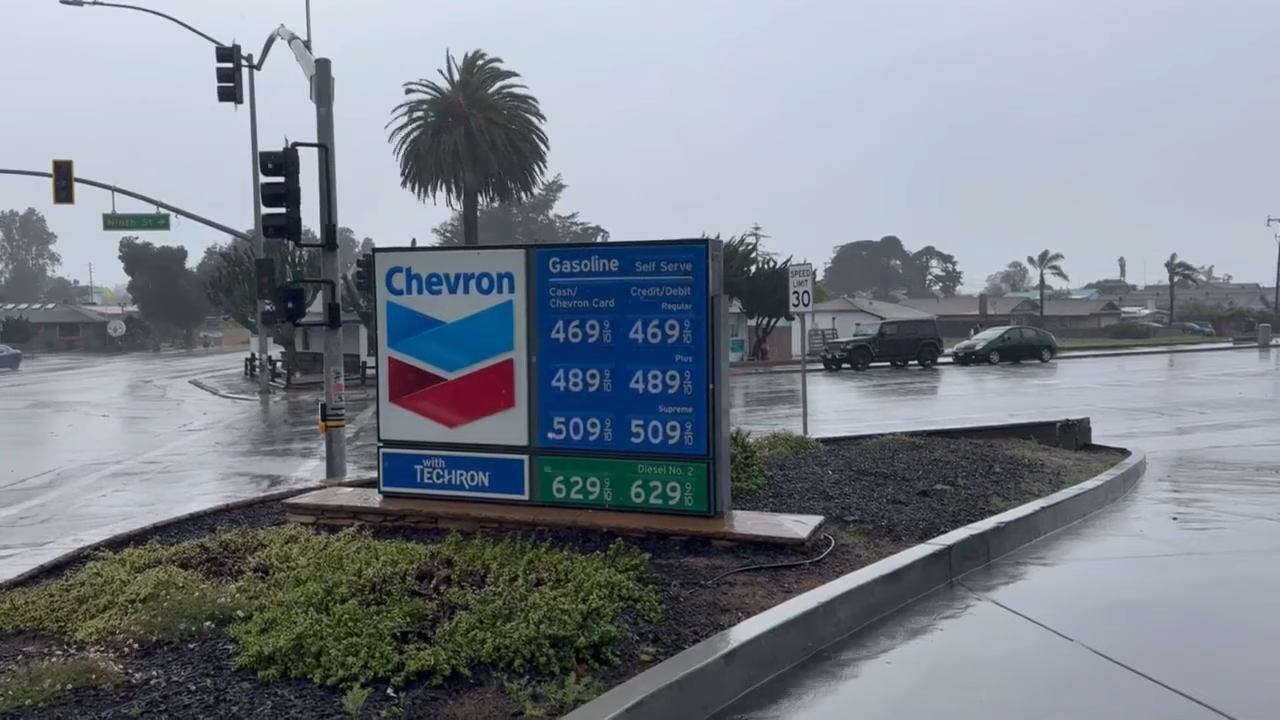 Ninth St
Chevron
with
TECHRON
Gasoline Self Serve
Cash/ Credit/Debit
Chevron Card
Regular
469 9/10 469 9/10
Plus
489 9/10 489 9/10
Supreme
509 9/10 509 9/10
Diesel No. 2
629 9/10 629 9/10
SPEED
LIMIT
30